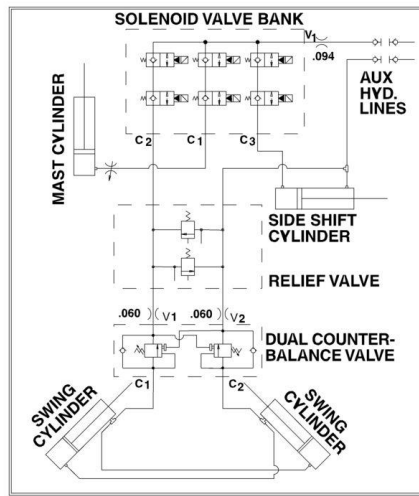 SOLENOID VALVE BANK
V1
.094
AUX
HYD.
LINES
MAST CYLINDER
C2
C1
C3
SIDE SHIFT
CYLINDER
RELIEF VALVE
.060
V1
.060
V2
DUAL COUNTER-
BALANCE VALVE
C1
C2
SWING
CYLINDER
SWING
CYLINDER